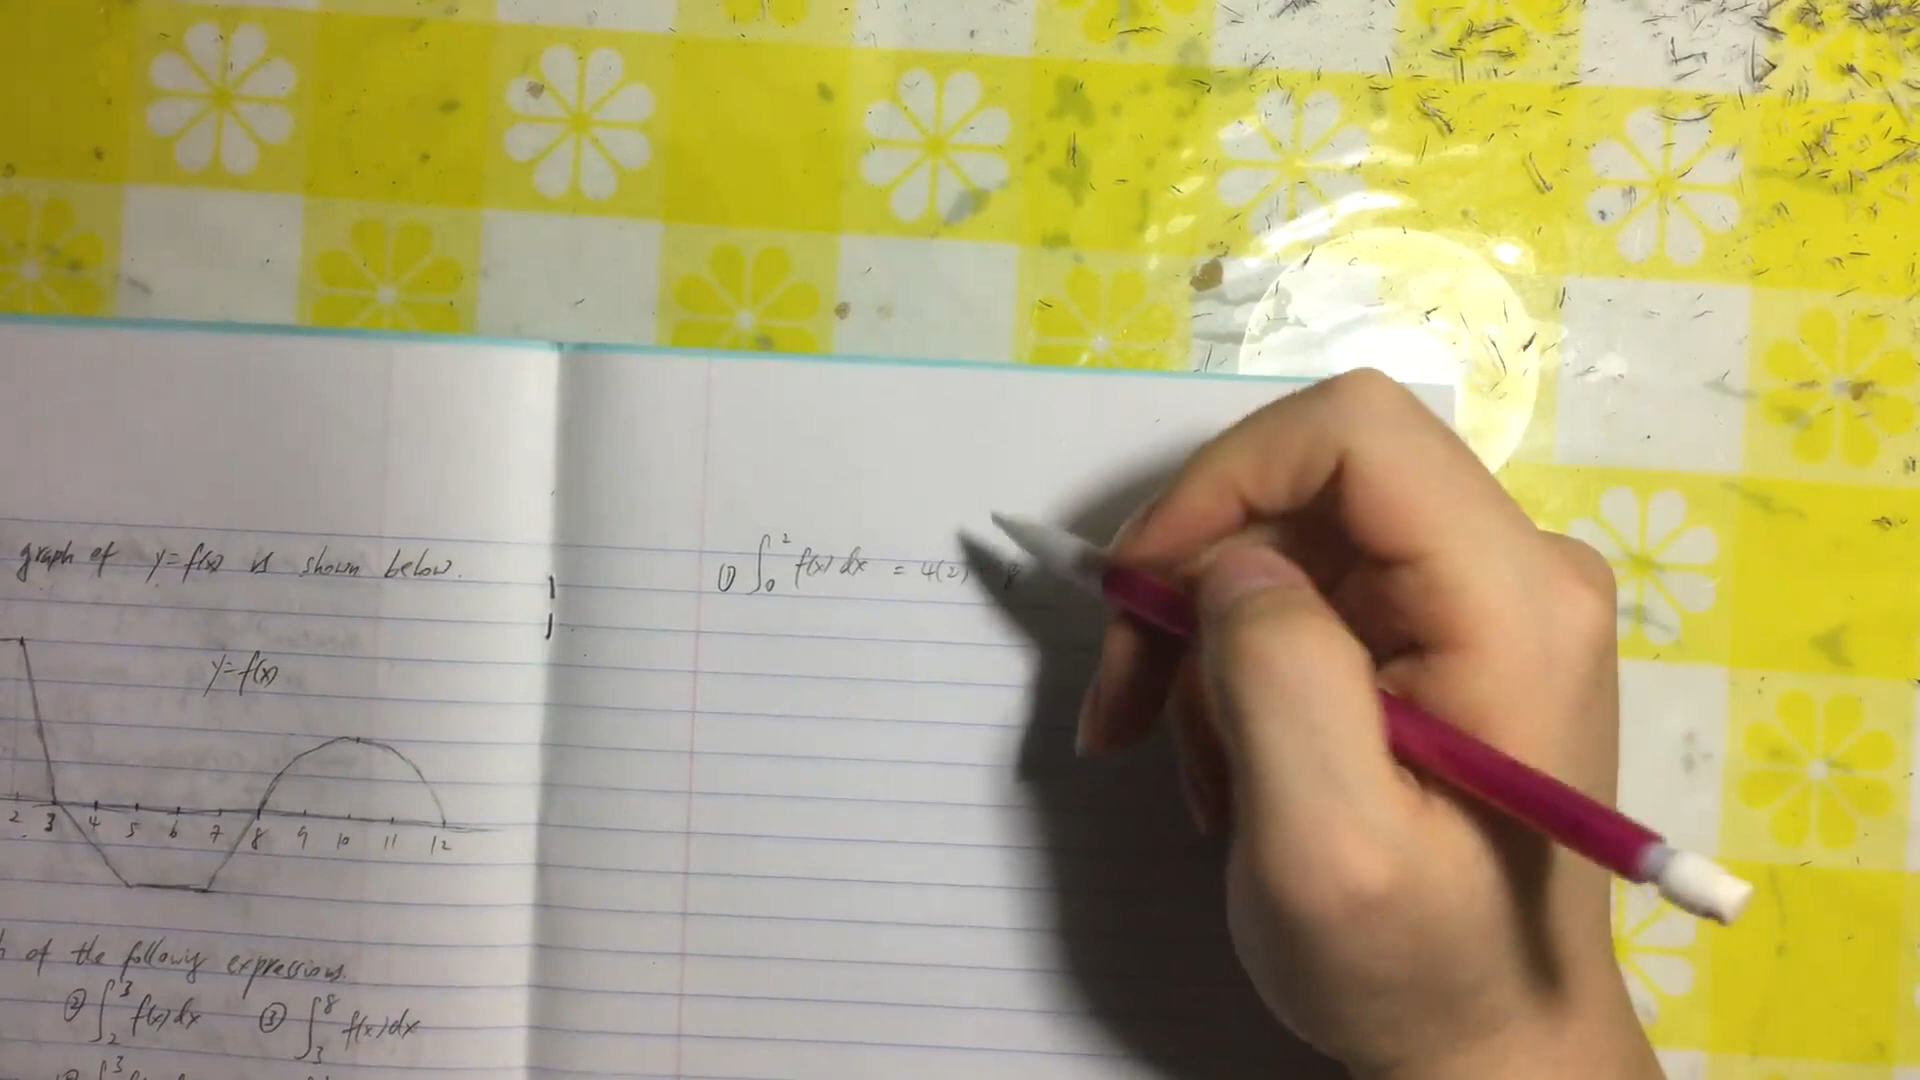 graph of y=f(x) is shown below.
y=f(x)
2 3 4 5 6 7 8 9 10 11 12
of the following expressions.
② ∫₂³ f(x)dx ③ ∫₃⁸ f(x)dx
① ∫₀² f(x)dx = 4(2) 8